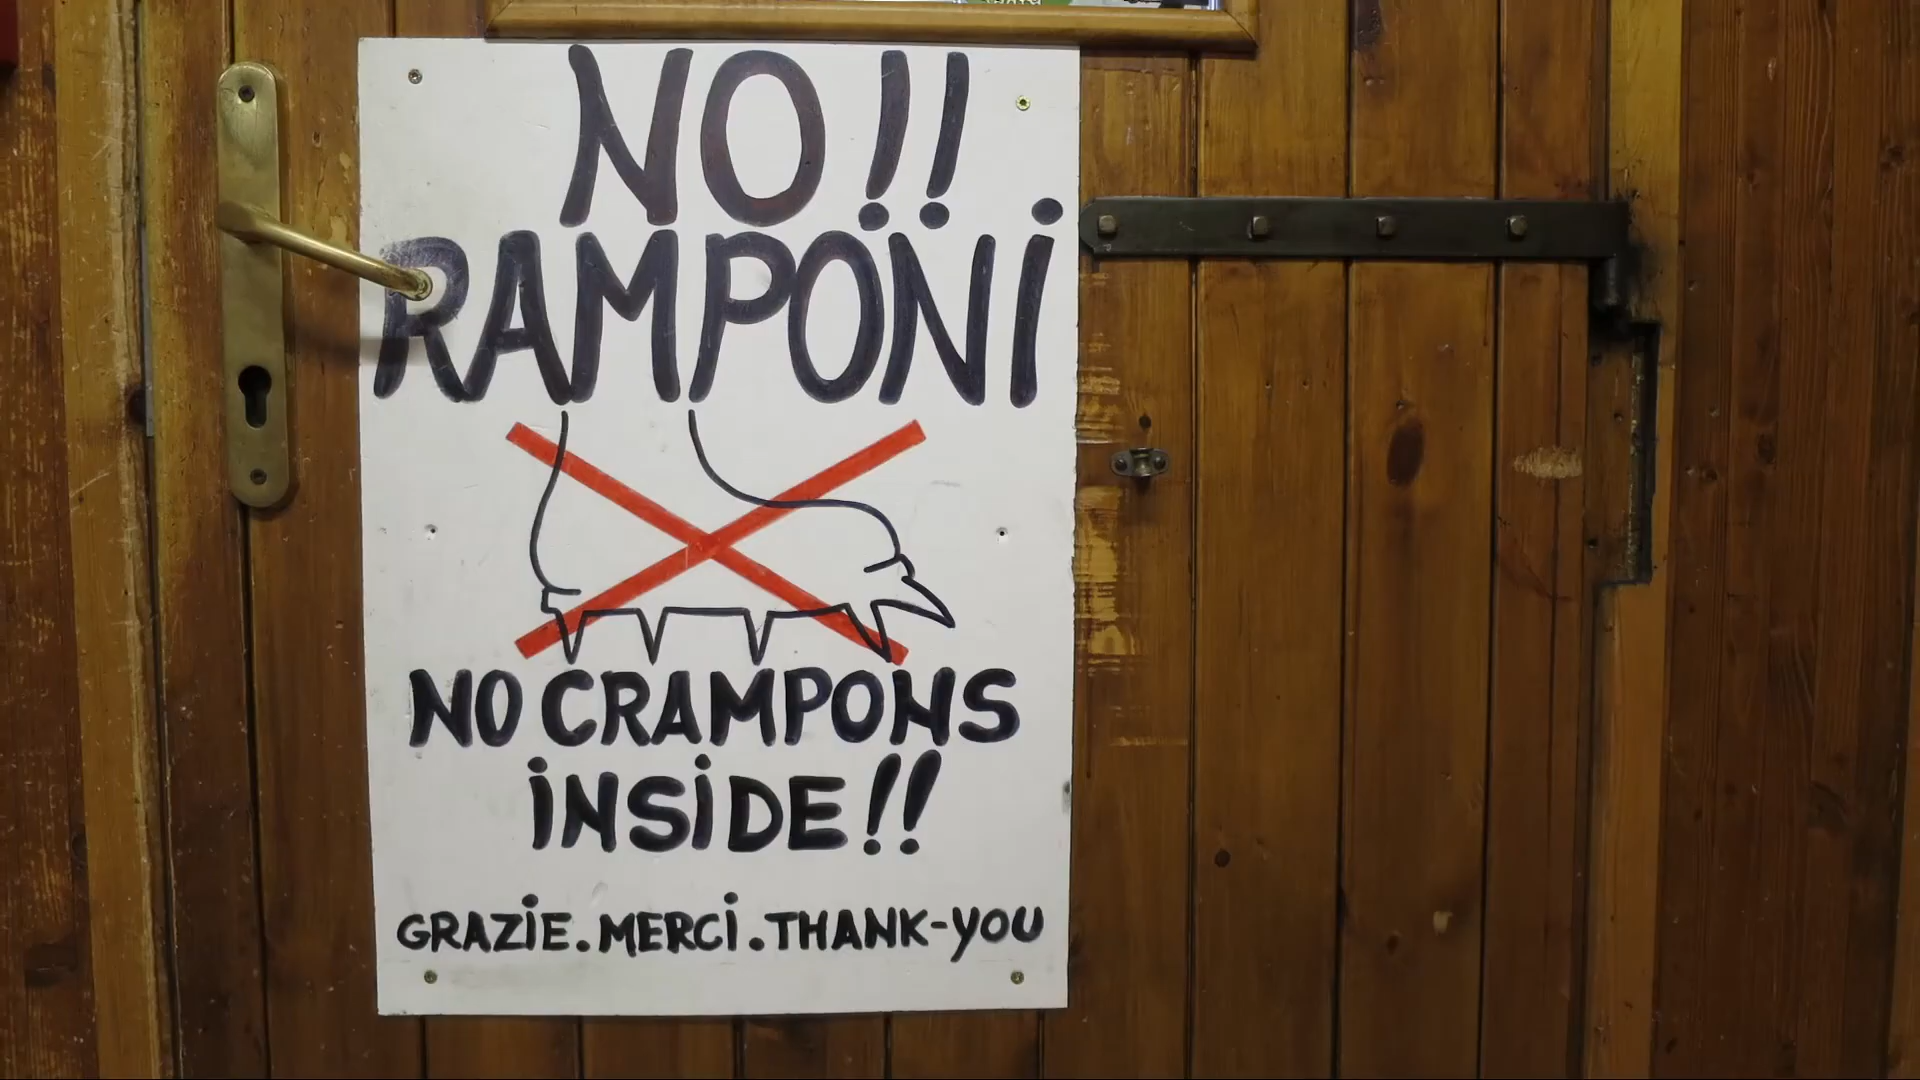 NO!!
RAMPONI
NO CRAMPONS
INSIDE!!
GRAZIE.MERCI.THANK-YOU